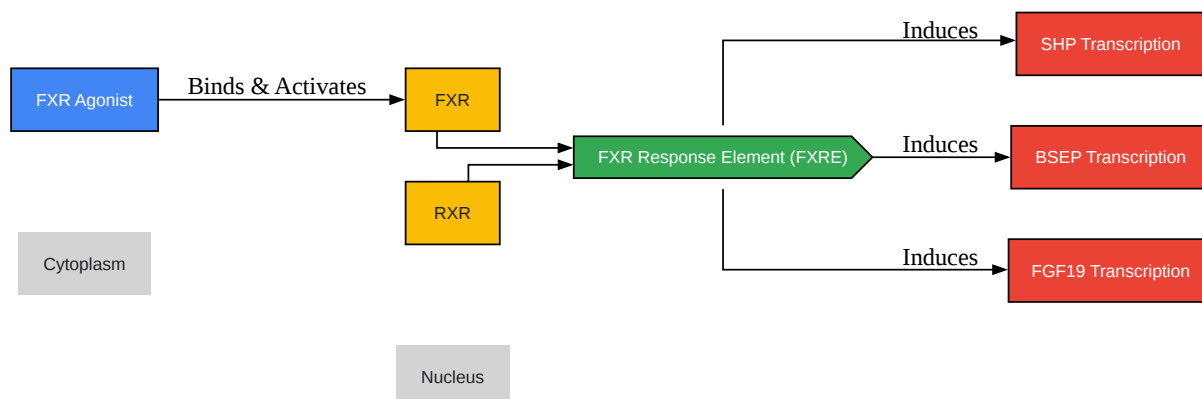 Induces
SHP Transcription
FXR Agonist
Binds & Activates
FXR
FXR Response Element (FXRE)
Induces
BSEP Transcription
RXR
Cytoplasm
Induces
FGF19 Transcription
Nucleus